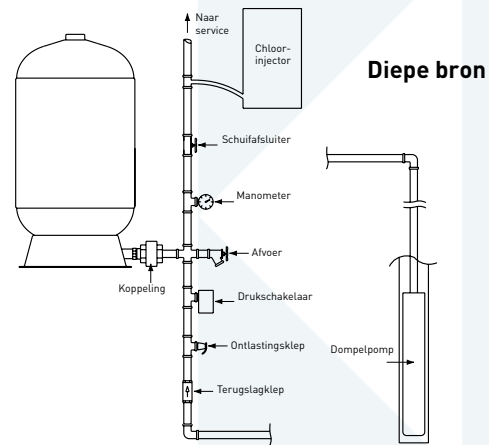 Naar
service
Chloor-
injector
Diepe bron
Schuifafsluiter
Manometer
Afvoer
Koppeling
Drukschakelaar
Ontlastingsklep
Dompelpomp
Terugslagklep